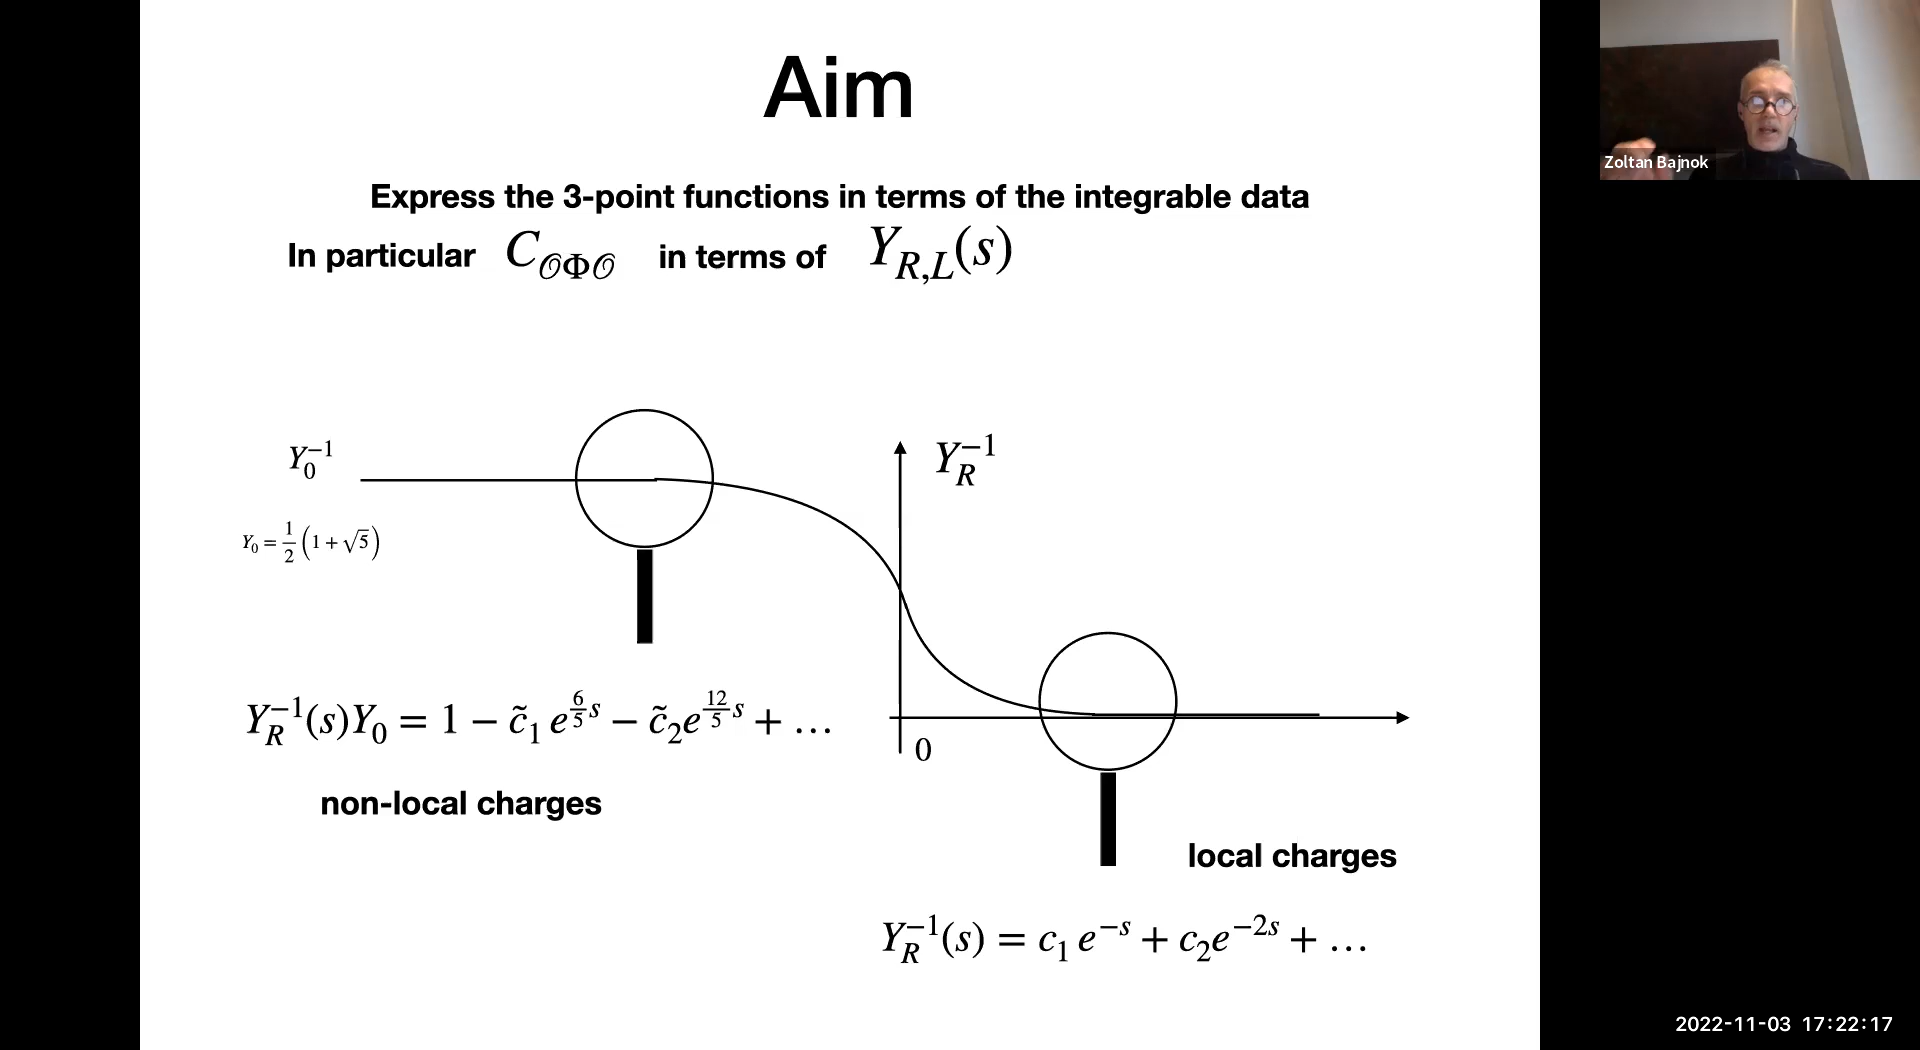 Aim
Express the 3-point functions in terms of the integrable data
In particular C_{𝒪Φ𝒪} in terms of Y_{R,L}(s)
Y_0^{-1}
Y_R^{-1}
Y_0 = \frac{1}{2}(1 + √5)
Y_R^{-1}(s)Y_0 = 1 − c̃_1 e^{\frac{6}{5}s} − c̃_2 e^{\frac{12}{5}s} + …
0
non-local charges
local charges
Y_R^{-1}(s) = c_1 e^{−s} + c_2 e^{−2s} + …
Zoltan Bajnok
2022-11-03 17:22:17